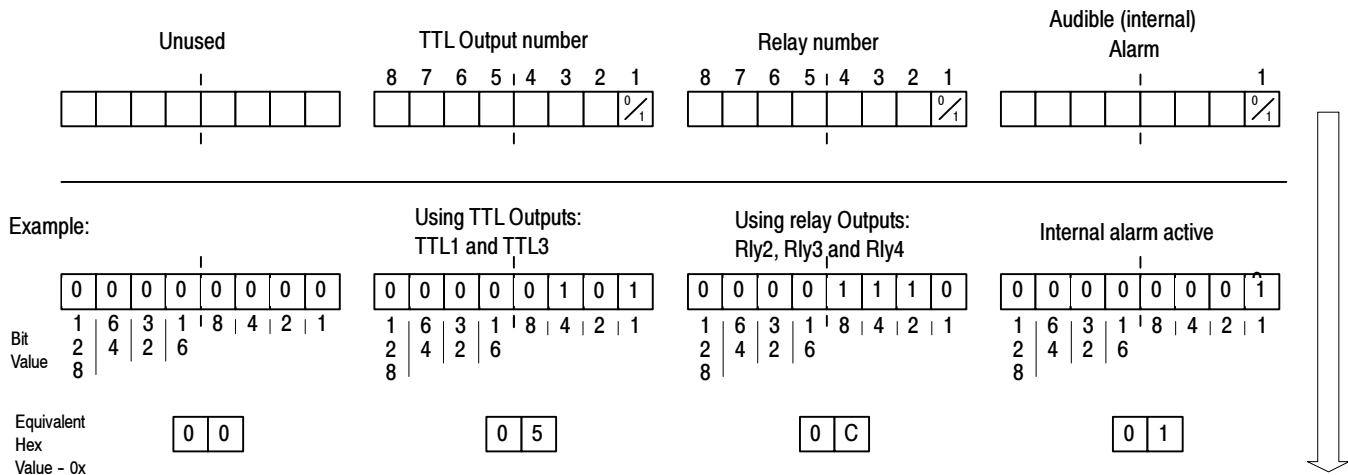 Unused
TTL Output number
Relay number
Audible (internal)
Alarm
8 7 6 5 4 3 2 1
8 7 6 5 4 3 2 1
1
0/1
0/1
0/1
Example:
Using TTL Outputs:
TTL1 and TTL3
Using relay Outputs:
Rly2, Rly3 and Rly4
Internal alarm active
0 0 0 0 0 0 0 0
0 0 0 0 0 1 0 1
0 0 0 0 1 1 1 0
0 0 0 0 0 0 0 1
Bit
Value
128 64 32 16 8 4 2 1
128 64 32 16 8 4 2 1
128 64 32 16 8 4 2 1
128 64 32 16 8 4 2 1
Equivalent
Hex
Value - 0x
0 0
0 5
0 C
0 1